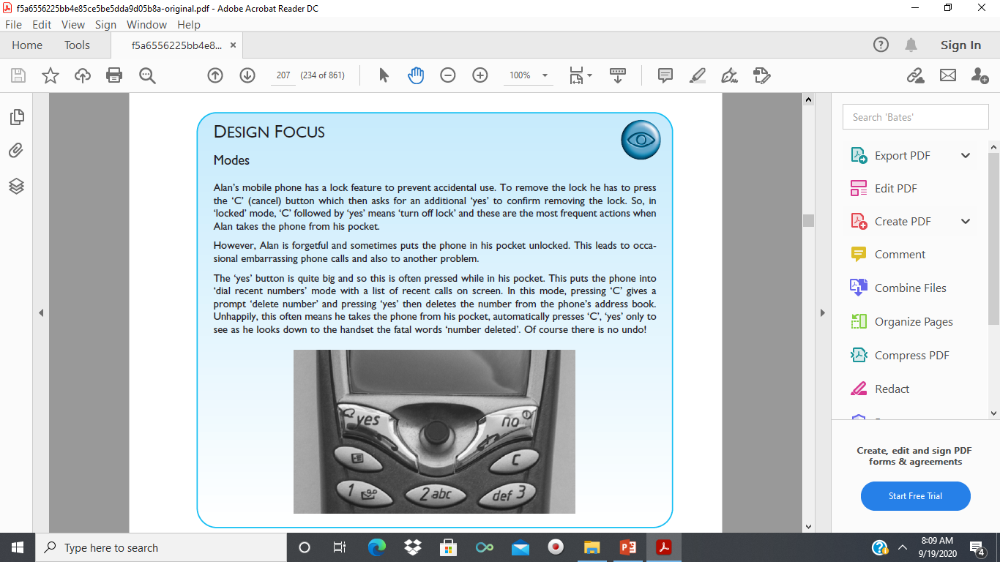 f5a6556225bb4e85ce5be5dda9d05b8a-original.pdf - Adobe Acrobat Reader DC
File Edit View Sign Window Help
Home Tools f5a6556225bb4e8... × Sign In
207 (234 of 861) 100%
Search 'Bates'
Export PDF
Edit PDF
Create PDF
Comment
Combine Files
Organize Pages
Compress PDF
Redact
Create, edit and sign PDF
forms & agreements
Start Free Trial
DESIGN FOCUS
Modes
Alan's mobile phone has a lock feature to prevent accidental use. To remove the lock he has to press
the 'C' (cancel) button which then asks for an additional 'yes' to confirm removing the lock. So, in
'locked' mode, 'C' followed by 'yes' means 'turn off lock' and these are the most frequent actions when
Alan takes the phone from his pocket.
However, Alan is forgetful and sometimes puts the phone in his pocket unlocked. This leads to occa-
sional embarrassing phone calls and also to another problem.
The 'yes' button is quite big and so this is often pressed while in his pocket. This puts the phone into
'dial recent numbers' mode with a list of recent calls on screen. In this mode, pressing 'C' gives a
prompt 'delete number' and pressing 'yes' then deletes the number from the phone's address book.
Unhappily, this often means he takes the phone from his pocket, automatically presses 'C', 'yes' only to
see as he looks down to the handset the fatal words 'number deleted'. Of course there is no undo!
yes no
C
1 2 abc def 3
Type here to search
8:09 AM
9/19/2020
4